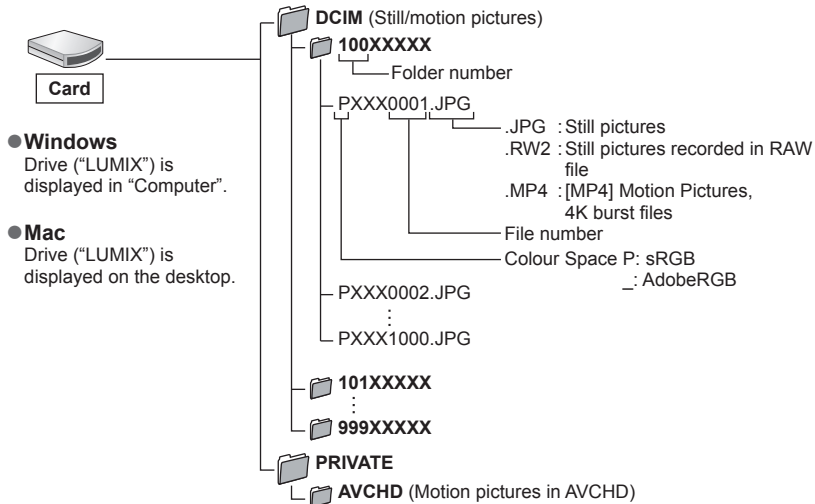 DCIM (Still/motion pictures)
100XXXXX
Folder number
Card
PXXX0001.JPG
.JPG : Still pictures
.RW2 : Still pictures recorded in RAW
file
.MP4 : [MP4] Motion Pictures,
4K burst files
File number
Colour Space P: sRGB
_: AdobeRGB
●Windows
Drive (“LUMIX”) is
displayed in “Computer”.
●Mac
Drive (“LUMIX”) is
displayed on the desktop.
PXXX0002.JPG
PXXX1000.JPG
101XXXXX
999XXXXX
PRIVATE
AVCHD (Motion pictures in AVCHD)